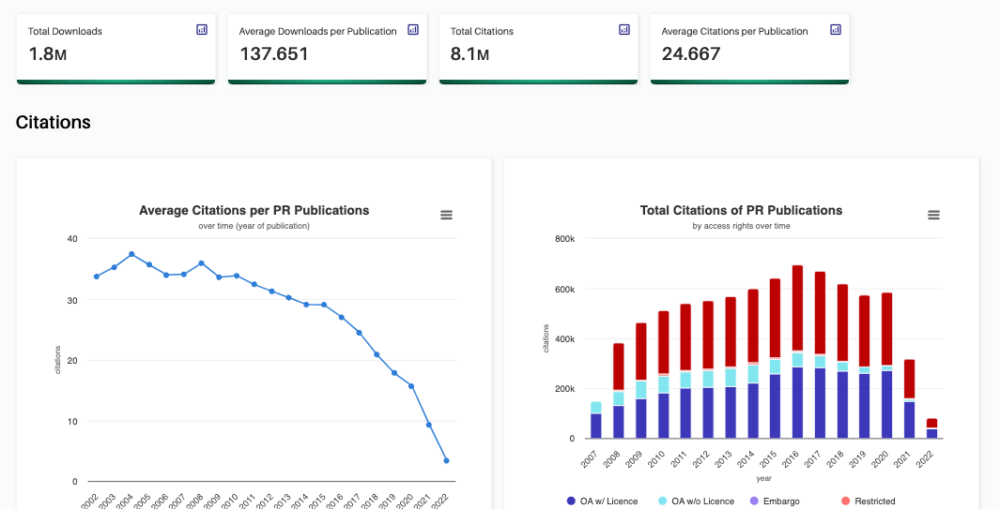 Total Downloads
1.8M
Average Downloads per Publication
137.651
Total Citations
8.1M
Average Citations per Publication
24.667
Citations
Average Citations per PR Publications
over time (year of publication)
40
30
20
10
0
citations
2002 2003 2004 2005 2006 2007 2008 2009 2010 2011 2012 2013 2014 2015 2016 2017 2018 2019 2020 2021 2022
Total Citations of PR Publications
by access rights over time
800k
600k
400k
200k
0
citations
2007 2008 2009 2010 2011 2012 2013 2014 2015 2016 2017 2018 2019 2020 2021 2022
year
OA w/ Licence OA w/o Licence Embargo Restricted